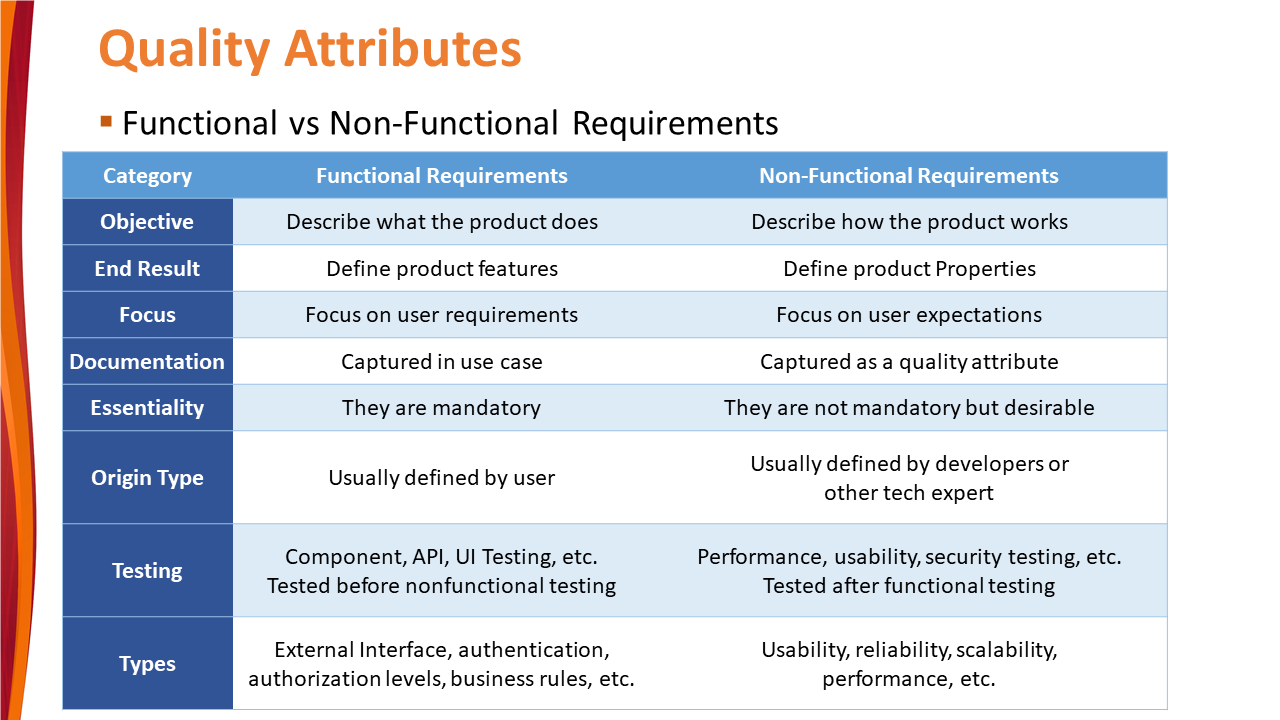 Quality Attributes
Functional vs Non-Functional Requirements
Category Functional Requirements Non-Functional Requirements
Objective Describe what the product does Describe how the product works
End Result Define product features Define product Properties
Focus Focus on user requirements Focus on user expectations
Documentation Captured in use case Captured as a quality attribute
Essentiality They are mandatory They are not mandatory but desirable
Origin Type Usually defined by user Usually defined by developers or
other tech expert
Testing Component, API, UI Testing, etc.
Tested before nonfunctional testing
Performance, usability, security testing, etc.
Tested after functional testing
Types External Interface, authentication,
authorization levels, business rules, etc.
Usability, reliability, scalability,
performance, etc.